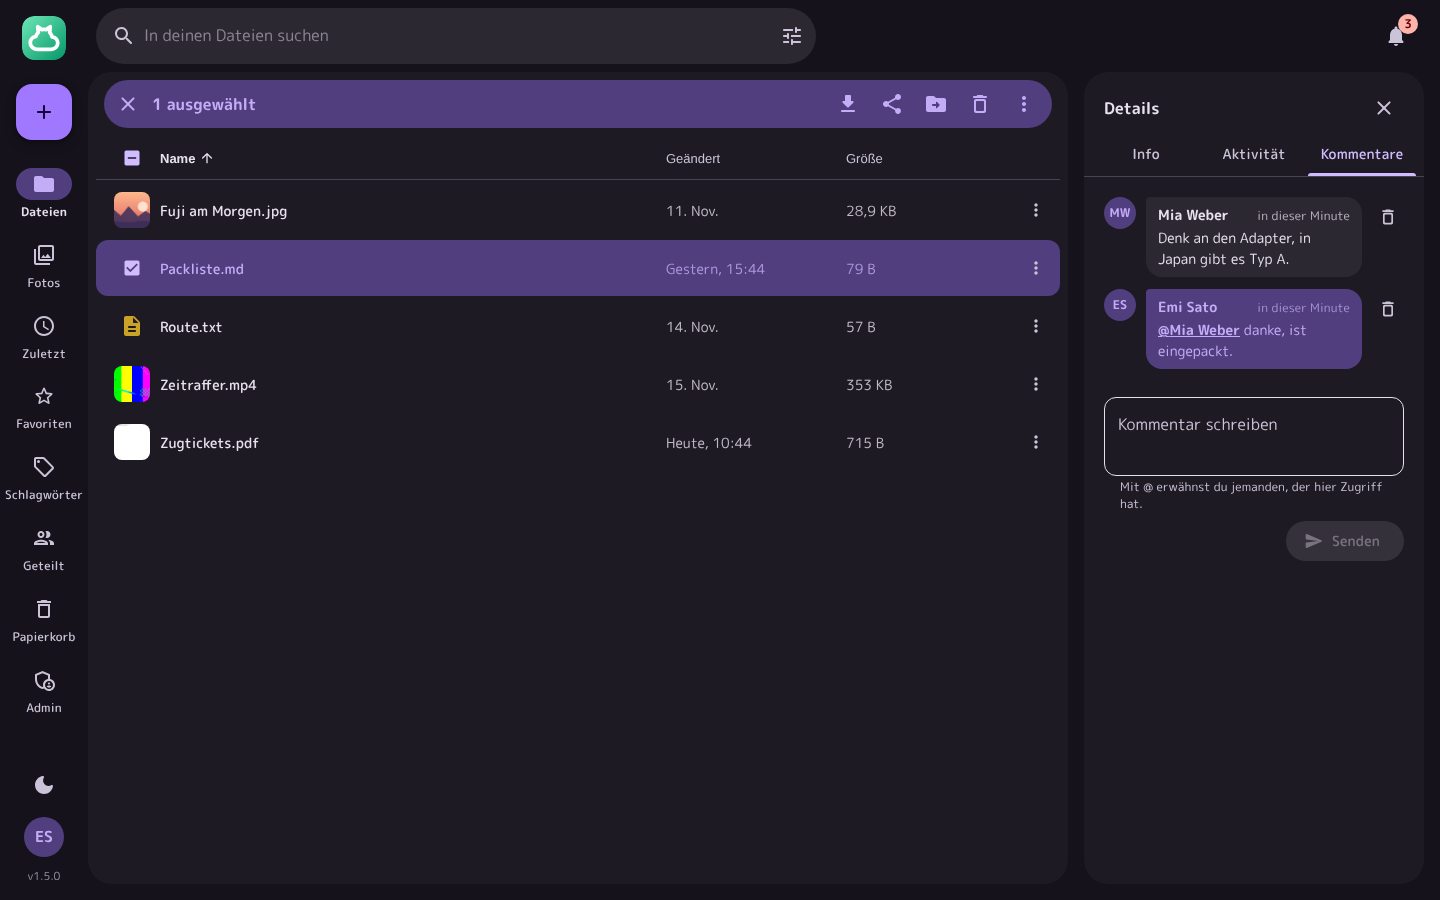 In deinen Dateien suchen
3
1 ausgewählt
Name
Geändert
Größe
Fuji am Morgen.jpg
11. Nov.
28,9 KB
Packliste.md
Gestern, 15:44
79 B
Route.txt
14. Nov.
57 B
Zeitraffer.mp4
15. Nov.
353 KB
Zugtickets.pdf
Heute, 10:44
715 B
Dateien
Fotos
Zuletzt
Favoriten
Schlagwörter
Geteilt
Papierkorb
Admin
ES
v1.5.0
Details
Info
Aktivität
Kommentare
MW
Mia Weber
in dieser Minute
Denk an den Adapter, in
Japan gibt es Typ A.
ES
Emi Sato
in dieser Minute
@Mia Weber danke, ist
eingepackt.
Kommentar schreiben
Mit @ erwähnst du jemanden, der hier Zugriff
hat.
Senden